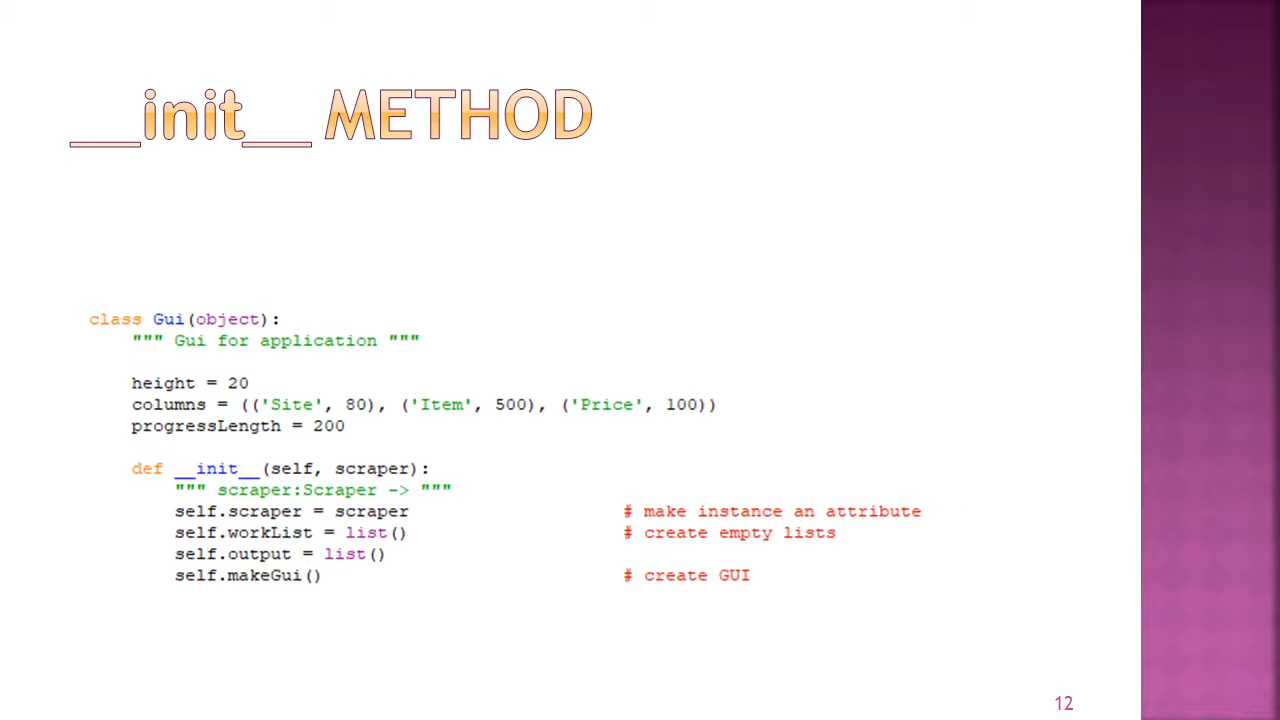 __init__ METHOD
class Gui(object):
    """ Gui for application """
    height = 20
    columns = (('Site', 80), ('Item', 500), ('Price', 100))
    progressLength = 200
    def __init__(self, scraper):
        """ scraper:Scraper -> """
        self.scraper = scraper                    # make instance an attribute
        self.workList = list()                    # create empty lists
        self.output = list()
        self.makeGui()                            # create GUI
12